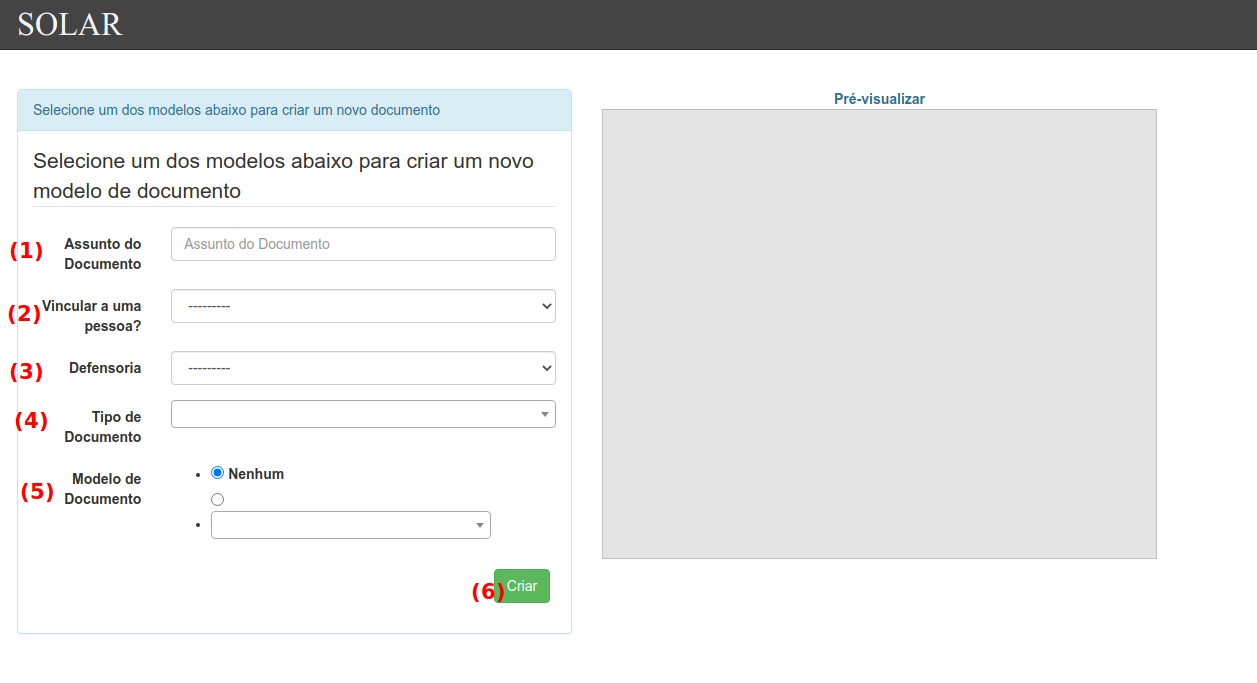 SOLAR
Selecione um dos modelos abaixo para criar um novo documento
Selecione um dos modelos abaixo para criar um novo
modelo de documento
(1)
Assunto do
Documento
Assunto do Documento
(2)
Vincular a uma
pessoa?
---------
(3)
Defensoria
---------
(4)
Tipo de
Documento
(5)
Modelo de
Documento
Nenhum
(6)
Criar
Pré-visualizar